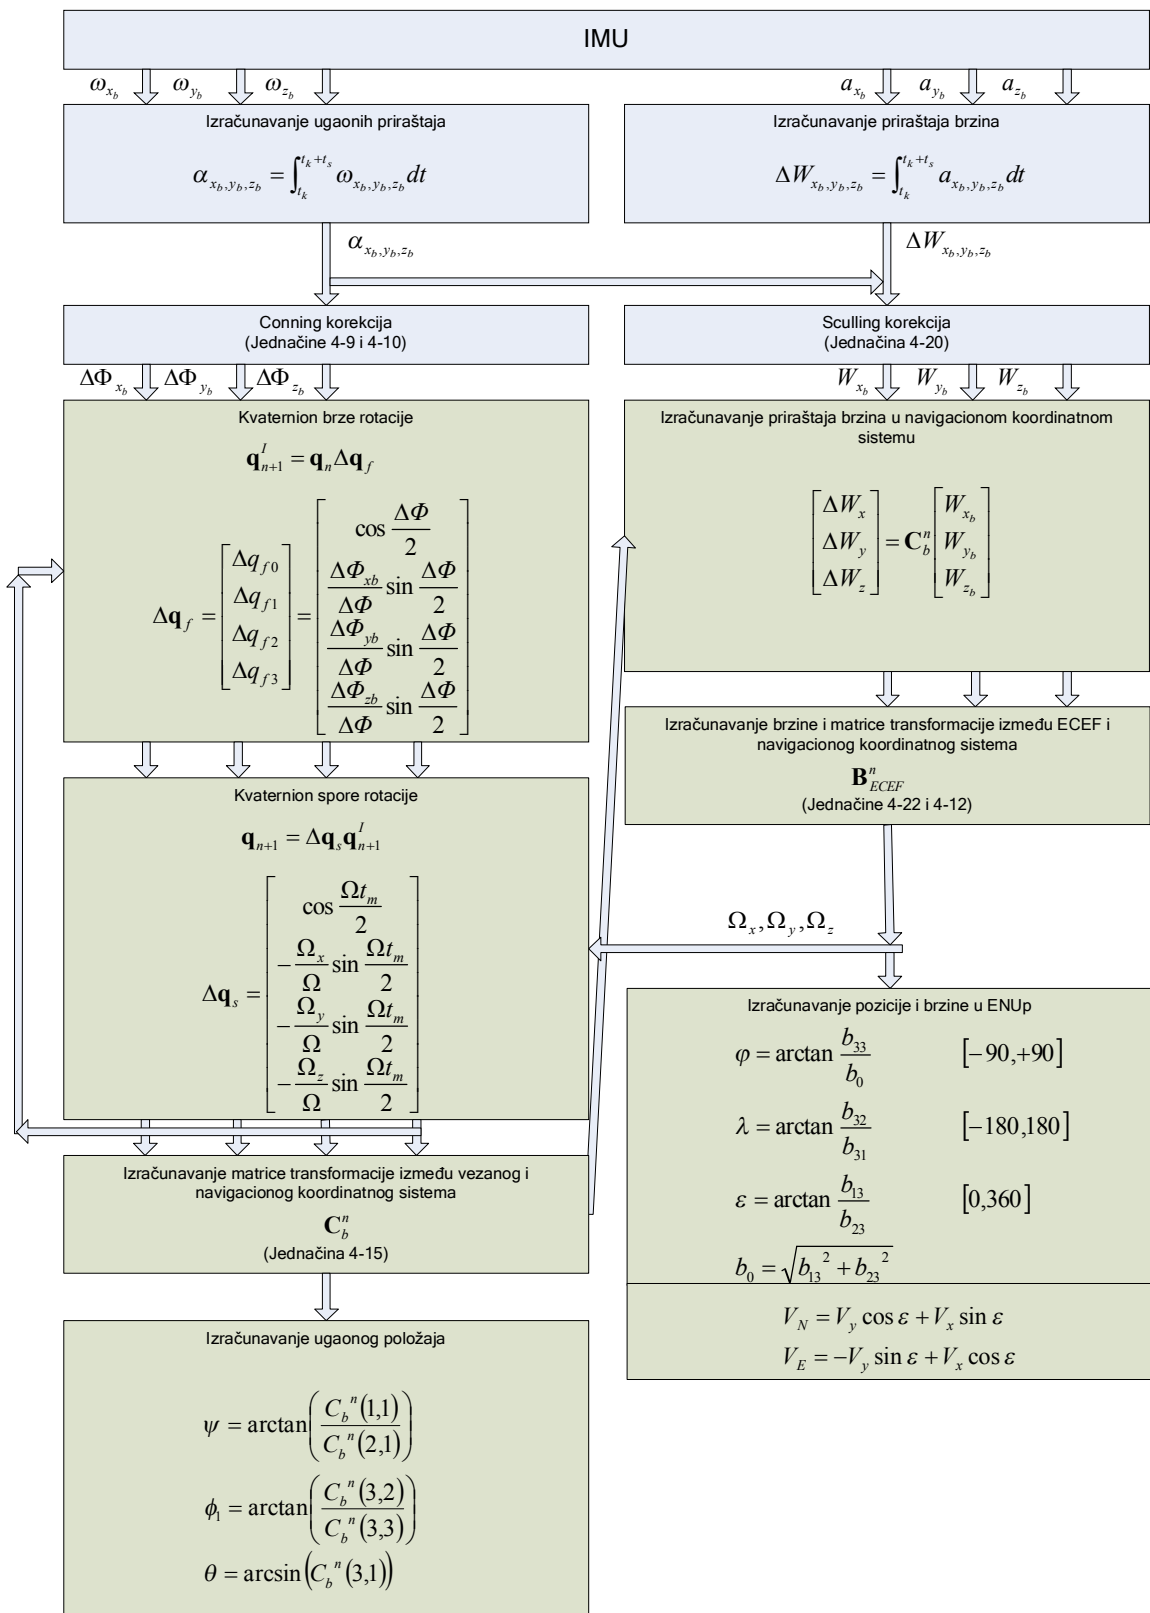 IMU
ω_{x_b} ω_{y_b} ω_{z_b}
a_{x_b} a_{y_b} a_{z_b}
Izračunavanje ugaonih priraštaja
α_{x_b,y_b,z_b} = ∫_{t_k}^{t_k+t_s} ω_{x_b,y_b,z_b} dt
Izračunavanje priraštaja brzina
ΔW_{x_b,y_b,z_b} = ∫_{t_k}^{t_k+t_s} a_{x_b,y_b,z_b} dt
α_{x_b,y_b,z_b}
ΔW_{x_b,y_b,z_b}
Conning korekcija
(Jednačine 4-9 i 4-10)
Sculling korekcija
(Jednačina 4-20)
ΔΦ_{x_b} ΔΦ_{y_b} ΔΦ_{z_b}
W_{x_b} W_{y_b} W_{z_b}
Kvaternion brze rotacije
q^I_{n+1} = q_n Δq_f
Δq_f = [Δq_{f0} Δq_{f1} Δq_{f2} Δq_{f3}] = [cos ΔΦ/2 ΔΦ_{xb}/ΔΦ sin ΔΦ/2 ΔΦ_{yb}/ΔΦ sin ΔΦ/2 ΔΦ_{zb}/ΔΦ sin ΔΦ/2]
Izračunavanje priraštaja brzina u navigacionom koordinatnom
sistemu
[ΔW_x ΔW_y ΔW_z] = C_b^n [W_{x_b} W_{y_b} W_{z_b}]
Izračunavanje brzine i matrice transformacije između ECEF i
navigacionog koordinatnog sistema
B^n_{ECEF}
(Jednačine 4-22 i 4-12)
Kvaternion spore rotacije
q_{n+1} = Δq_s q^I_{n+1}
Δq_s = [cos Ωt_m/2 -Ω_x/Ω sin Ωt_m/2 -Ω_y/Ω sin Ωt_m/2 -Ω_z/Ω sin Ωt_m/2]
Ω_x, Ω_y, Ω_z
Izračunavanje matrice transformacije između vezanog i
navigacionog koordinatnog sistema
C_b^n
(Jednačina 4-15)
Izračunavanje pozicije i brzine u ENUp
φ = arctan b_{33}/b_0 [-90,+90]
λ = arctan b_{32}/b_{31} [-180,180]
ε = arctan b_{13}/b_{23} [0,360]
b_0 = √(b_{13}^2 + b_{23}^2)
V_N = V_y cos ε + V_x sin ε
V_E = -V_y sin ε + V_x cos ε
Izračunavanje ugaonog položaja
ψ = arctan(C_b^n(1,1)/C_b^n(2,1))
ϕ_1 = arctan(C_b^n(3,2)/C_b^n(3,3))
θ = arcsin(C_b^n(3,1))